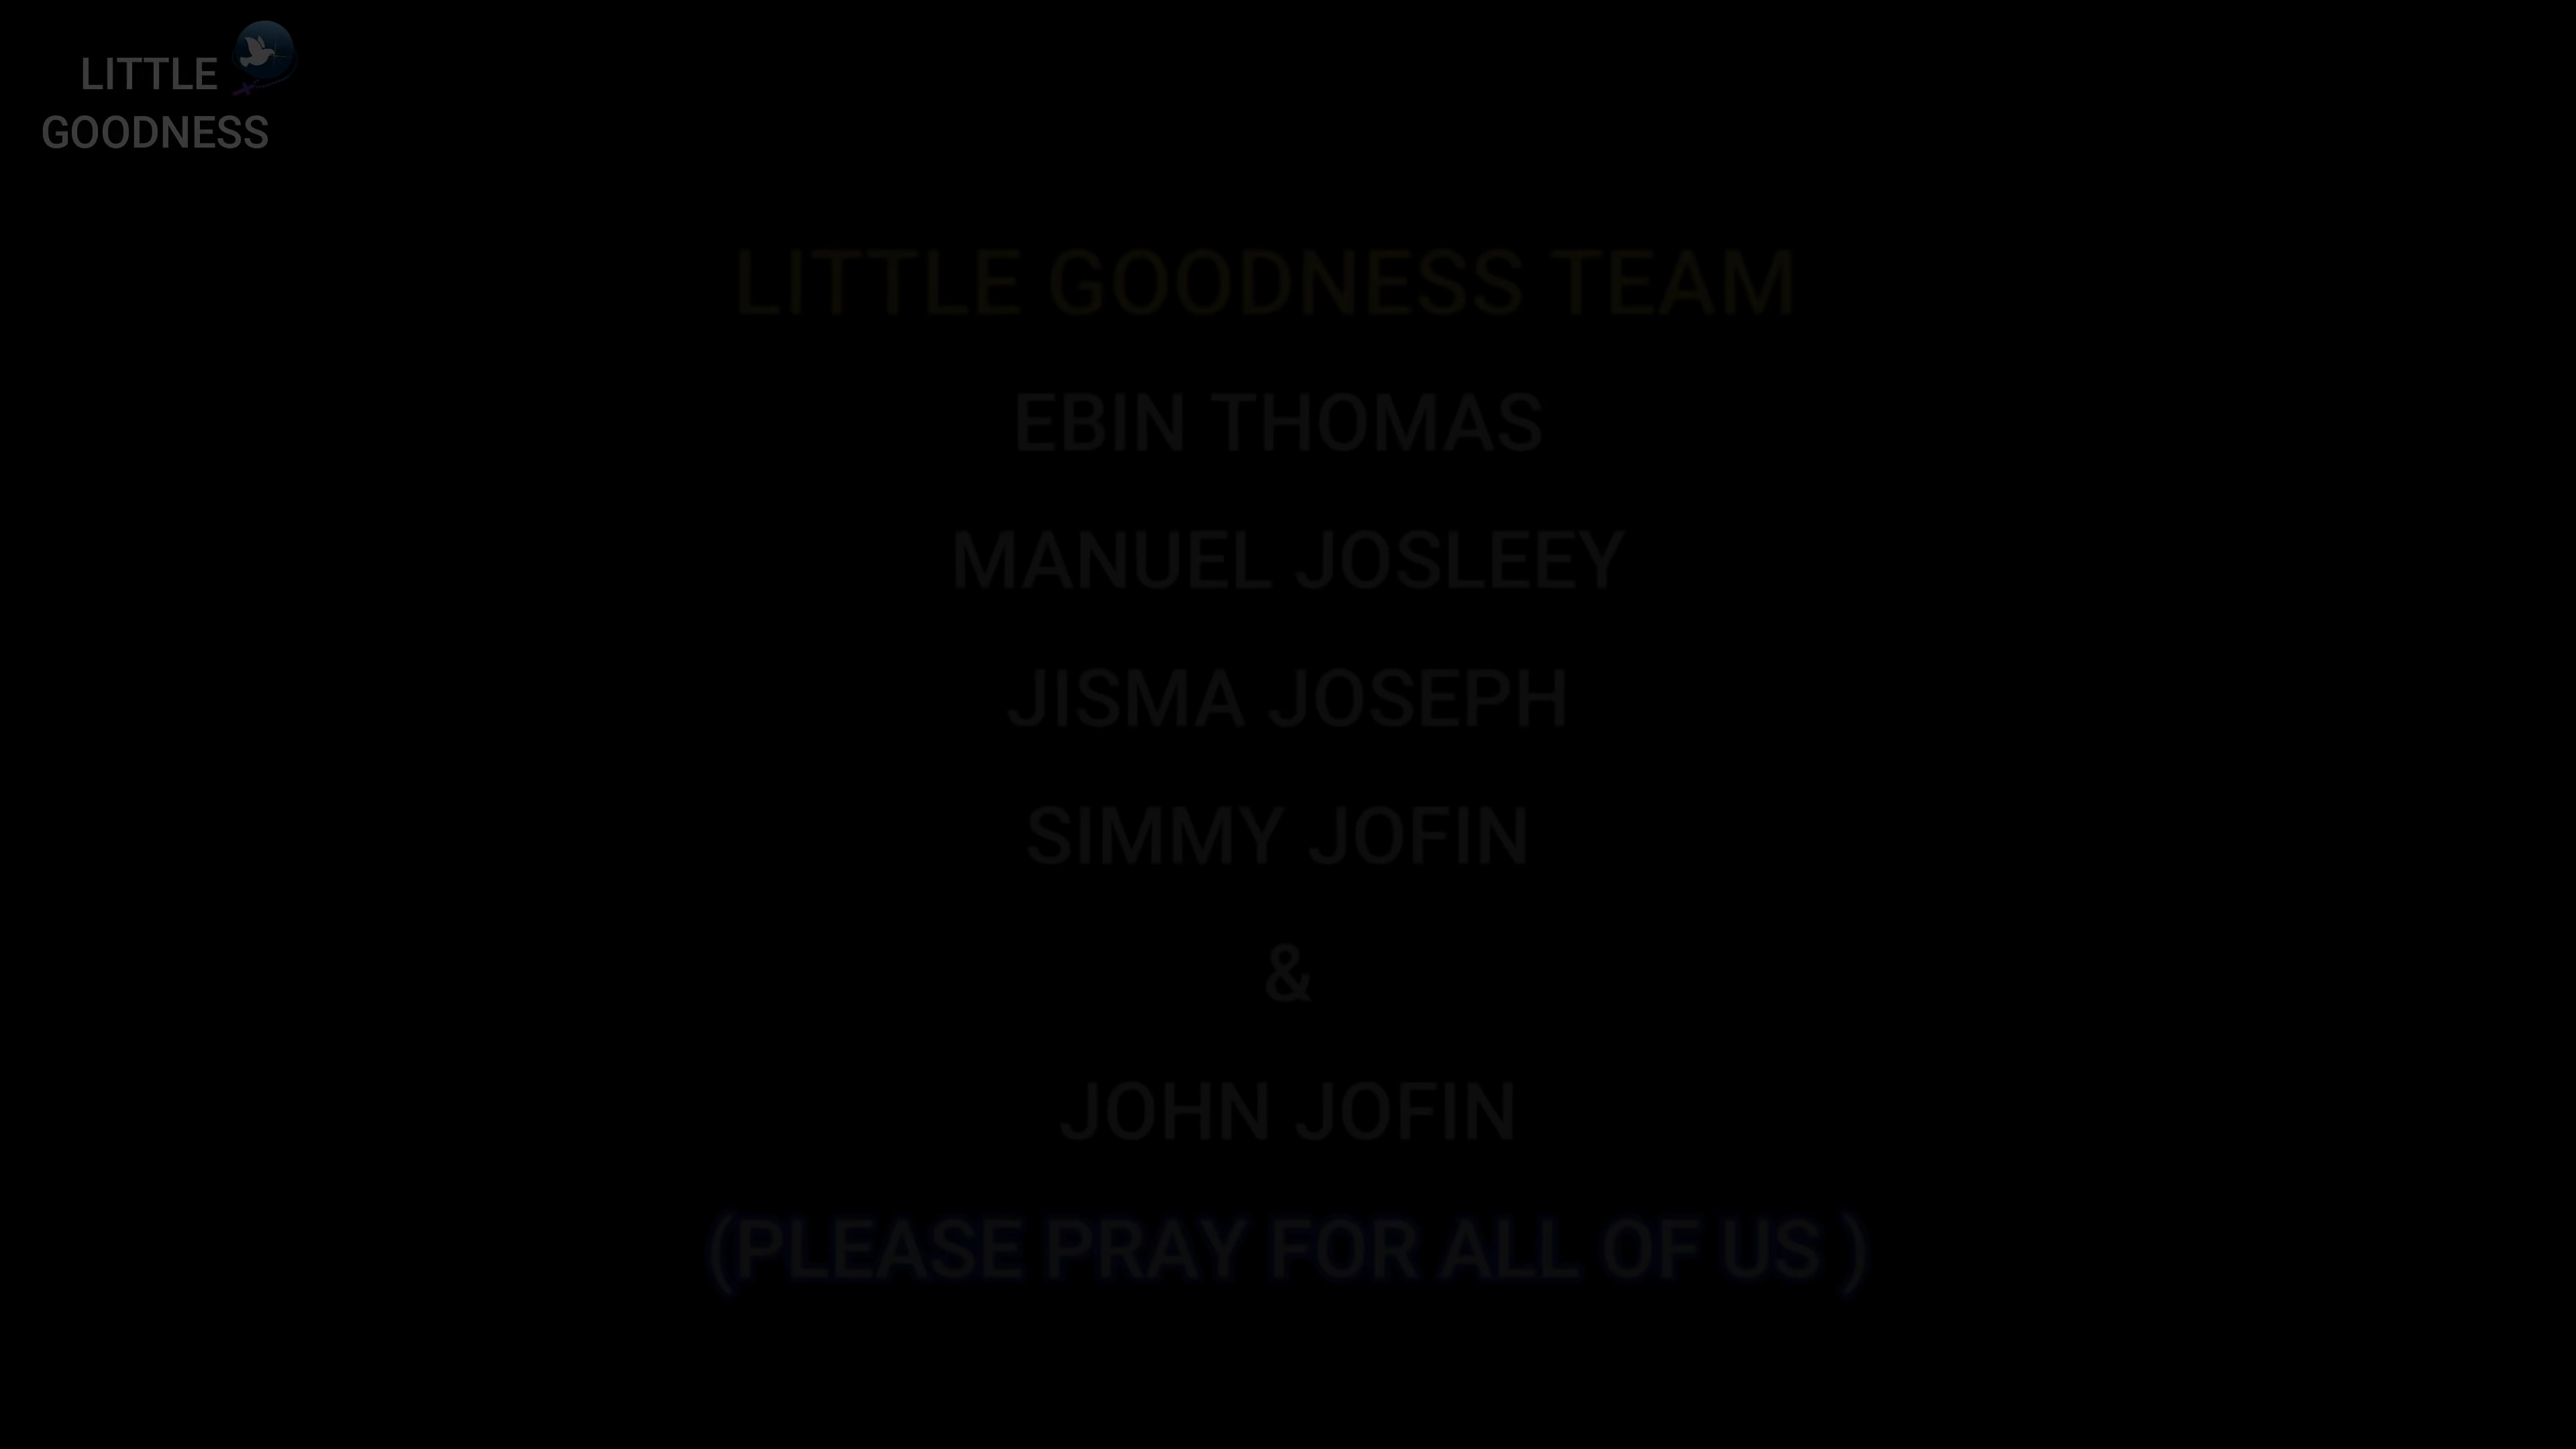 LITTLE
GOODNESS
LITTLE GOODNESS TEAM
EBIN THOMAS
MANUEL JOSLEEY
JISMA JOSEPH
SIMMY JOFIN
&
JOHN JOFIN
(PLEASE PRAY FOR ALL OF US )